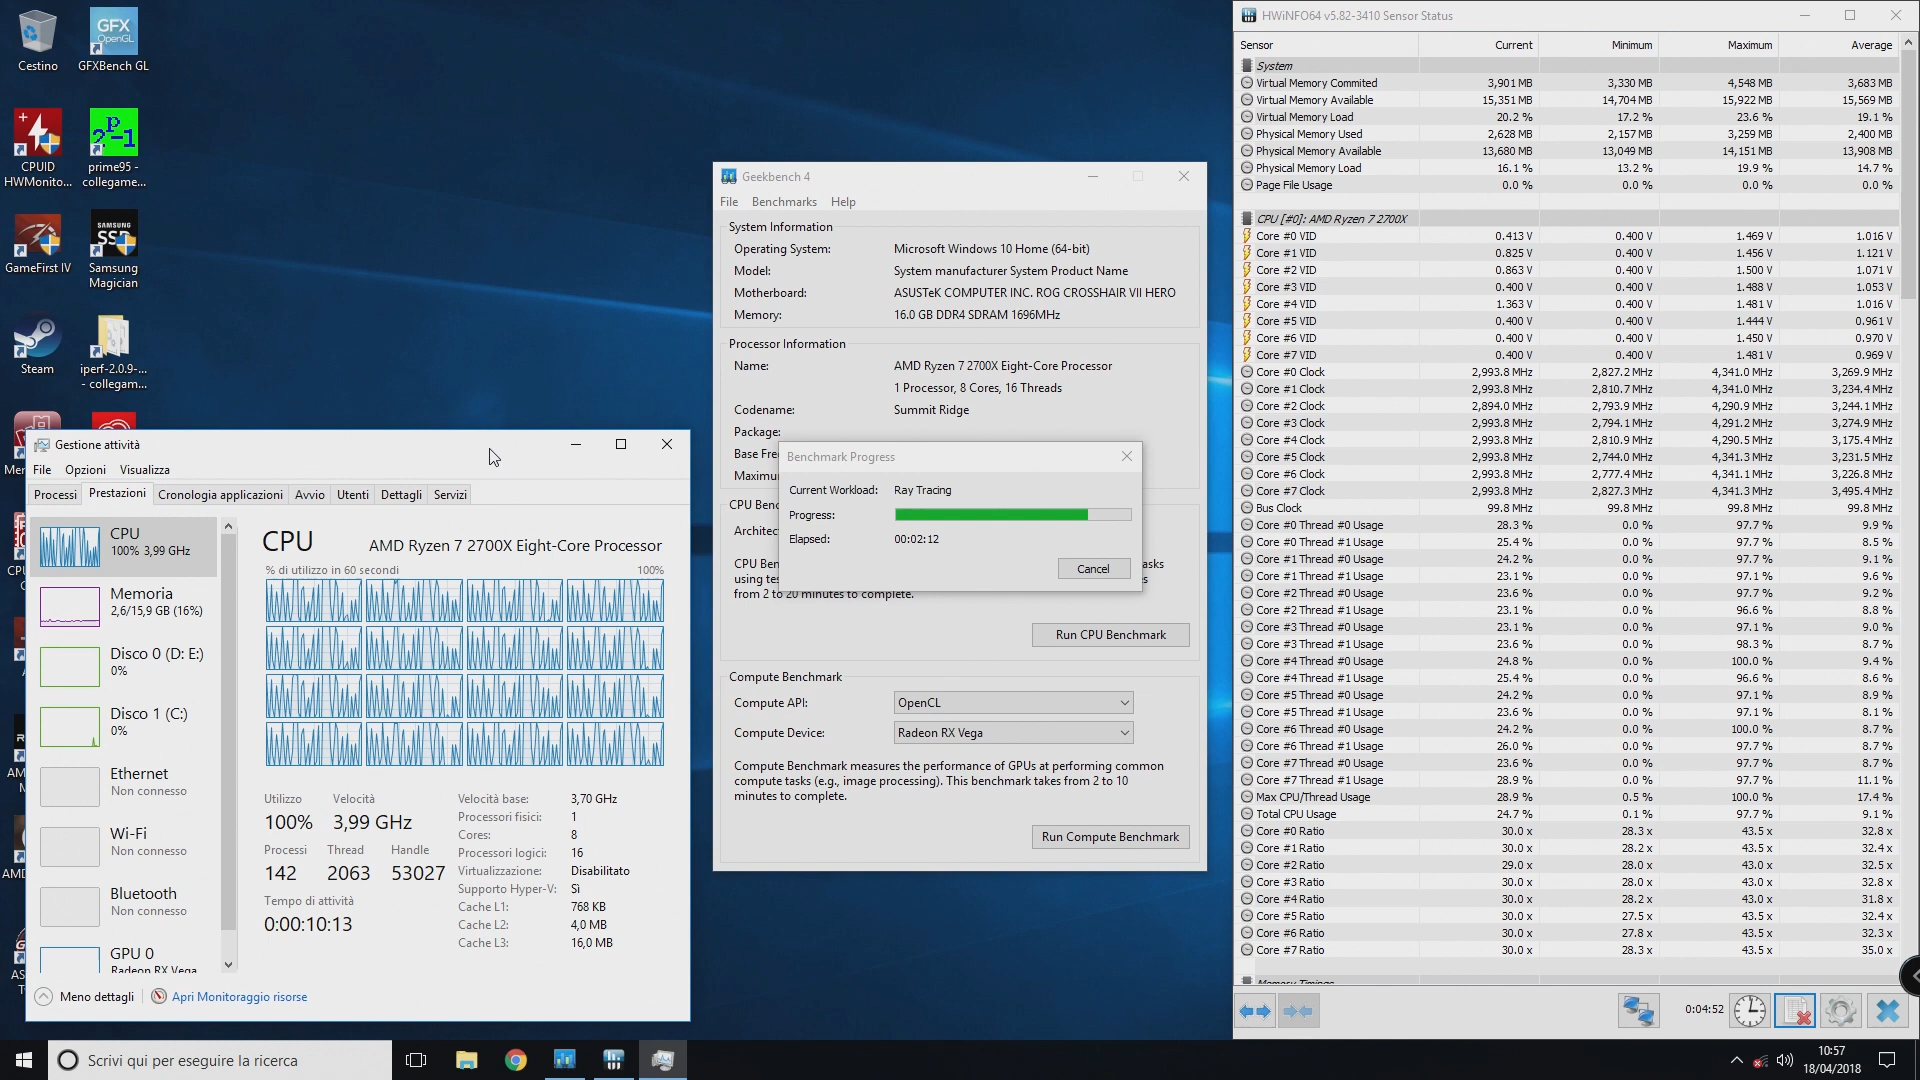 Cestino
GFX OpenGL
GFXBench GL
CPUID HWMonito...
prime95 - collegame...
GameFirst IV
SAMSUNG SSD
Samsung Magician
Steam
iperf-2.0.9-... - collegam...
Gestione attività
File Opzioni Visualizza
Processi Prestazioni Cronologia applicazioni Avvio Utenti Dettagli Servizi
CPU
100% 3,99 GHz
Memoria
2,6/15,9 GB (16%)
Disco 0 (D: E:)
0%
Disco 1 (C:)
0%
Ethernet
Non connesso
Wi-Fi
Non connesso
Bluetooth
Non connesso
GPU 0
Radeon RX Vega
CPU AMD Ryzen 7 2700X Eight-Core Processor
% di utilizzo in 60 secondi 100%
Utilizzo Velocità
100% 3,99 GHz
Processi Thread Handle
142 2063 53027
Tempo di attività
0:00:10:13
Velocità base: 3,70 GHz
Processori fisici: 1
Cores: 8
Processori logici: 16
Virtualizzazione: Disabilitato
Supporto Hyper-V: Sì
Cache L1: 768 KB
Cache L2: 4,0 MB
Cache L3: 16,0 MB
Meno dettagli Apri Monitoraggio risorse
Geekbench 4
File Benchmarks Help
System Information
Operating System: Microsoft Windows 10 Home (64-bit)
Model: System manufacturer System Product Name
Motherboard: ASUSTeK COMPUTER INC. ROG CROSSHAIR VII HERO
Memory: 16.0 GB DDR4 SDRAM 1696MHz
Processor Information
Name: AMD Ryzen 7 2700X Eight-Core Processor
1 Processor, 8 Cores, 16 Threads
Codename: Summit Ridge
Package:
Base Fre
Maximu
CPU Benc
Architec
CPU Ben
asks
using tes
s
from 2 to 20 minutes to complete.
Benchmark Progress
Current Workload: Ray Tracing
Progress:
Elapsed: 00:02:12
Cancel
Run CPU Benchmark
Compute Benchmark
Compute API: OpenCL
Compute Device: Radeon RX Vega
Compute Benchmark measures the performance of GPUs at performing common
compute tasks (e.g., image processing). This benchmark takes from 2 to 10
minutes to complete.
Run Compute Benchmark
HWiNFO64 v5.82-3410 Sensor Status
Sensor Current Minimum Maximum Average
System
Virtual Memory Commited 3,901 MB 3,330 MB 4,548 MB 3,683 MB
Virtual Memory Available 15,351 MB 14,704 MB 15,922 MB 15,569 MB
Virtual Memory Load 20.2 % 17.2 % 23.6 % 19.1 %
Physical Memory Used 2,628 MB 2,157 MB 3,259 MB 2,400 MB
Physical Memory Available 13,680 MB 13,049 MB 14,151 MB 13,908 MB
Physical Memory Load 16.1 % 13.2 % 19.9 % 14.7 %
Page File Usage 0.0 % 0.0 % 0.0 % 0.0 %
CPU [#0]: AMD Ryzen 7 2700X
Core #0 VID 0.413 V 0.400 V 1.469 V 1.016 V
Core #1 VID 0.825 V 0.400 V 1.456 V 1.121 V
Core #2 VID 0.863 V 0.400 V 1.500 V 1.071 V
Core #3 VID 0.400 V 0.400 V 1.488 V 1.053 V
Core #4 VID 1.363 V 0.400 V 1.481 V 1.016 V
Core #5 VID 0.400 V 0.400 V 1.444 V 0.961 V
Core #6 VID 0.400 V 0.400 V 1.450 V 0.970 V
Core #7 VID 0.400 V 0.400 V 1.481 V 0.969 V
Core #0 Clock 2,993.8 MHz 2,827.2 MHz 4,341.0 MHz 3,269.9 MHz
Core #1 Clock 2,993.8 MHz 2,810.7 MHz 4,341.0 MHz 3,234.4 MHz
Core #2 Clock 2,894.0 MHz 2,793.9 MHz 4,290.9 MHz 3,244.1 MHz
Core #3 Clock 2,993.8 MHz 2,794.1 MHz 4,291.2 MHz 3,274.9 MHz
Core #4 Clock 2,993.8 MHz 2,810.9 MHz 4,290.5 MHz 3,175.4 MHz
Core #5 Clock 2,993.8 MHz 2,744.0 MHz 4,341.3 MHz 3,231.5 MHz
Core #6 Clock 2,993.8 MHz 2,777.4 MHz 4,341.1 MHz 3,226.8 MHz
Core #7 Clock 2,993.8 MHz 2,827.3 MHz 4,341.3 MHz 3,495.4 MHz
Bus Clock 99.8 MHz 99.8 MHz 99.8 MHz 99.8 MHz
Core #0 Thread #0 Usage 28.3 % 0.0 % 97.7 % 9.9 %
Core #0 Thread #1 Usage 25.4 % 0.0 % 97.7 % 8.5 %
Core #1 Thread #0 Usage 24.2 % 0.0 % 97.7 % 9.1 %
Core #1 Thread #1 Usage 23.1 % 0.0 % 97.1 % 9.6 %
Core #2 Thread #0 Usage 23.6 % 0.0 % 97.7 % 9.2 %
Core #2 Thread #1 Usage 23.1 % 0.0 % 96.6 % 8.8 %
Core #3 Thread #0 Usage 23.1 % 0.0 % 97.1 % 9.0 %
Core #3 Thread #1 Usage 23.6 % 0.0 % 98.3 % 8.7 %
Core #4 Thread #0 Usage 24.8 % 0.0 % 100.0 % 9.4 %
Core #4 Thread #1 Usage 25.4 % 0.0 % 96.6 % 8.6 %
Core #5 Thread #0 Usage 24.2 % 0.0 % 97.1 % 8.9 %
Core #5 Thread #1 Usage 23.6 % 0.0 % 97.1 % 8.1 %
Core #6 Thread #0 Usage 24.2 % 0.0 % 100.0 % 8.7 %
Core #6 Thread #1 Usage 26.0 % 0.0 % 97.7 % 8.7 %
Core #7 Thread #0 Usage 23.6 % 0.0 % 97.7 % 8.7 %
Core #7 Thread #1 Usage 28.9 % 0.0 % 97.7 % 11.1 %
Max CPU/Thread Usage 28.9 % 0.5 % 100.0 % 17.4 %
Total CPU Usage 24.7 % 0.1 % 97.7 % 9.1 %
Core #0 Ratio 30.0 x 28.3 x 43.5 x 32.8 x
Core #1 Ratio 30.0 x 28.2 x 43.5 x 32.4 x
Core #2 Ratio 29.0 x 28.0 x 43.0 x 32.5 x
Core #3 Ratio 30.0 x 28.0 x 43.0 x 32.8 x
Core #4 Ratio 30.0 x 28.2 x 43.0 x 31.8 x
Core #5 Ratio 30.0 x 27.5 x 43.5 x 32.4 x
Core #6 Ratio 30.0 x 27.8 x 43.5 x 32.3 x
Core #7 Ratio 30.0 x 28.3 x 43.5 x 35.0 x
Memory Timings
0:04:52
Scrivi qui per eseguire la ricerca
10:57
18/04/2018